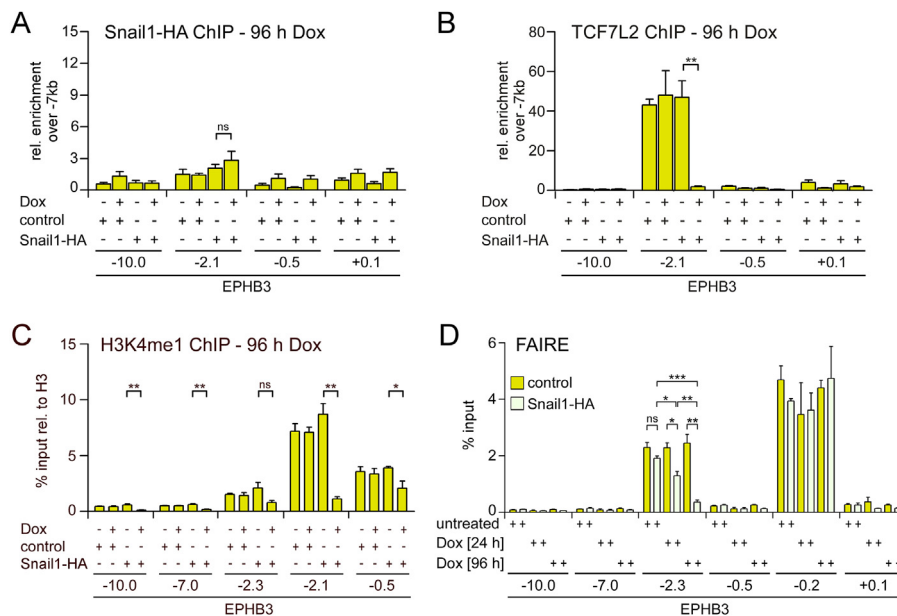 A
Snail1-HA ChIP - 96 h Dox
rel. enrichment
over -7kb
15
12
9
6
3
0
ns
Dox - + - + - + - + - + - + - + - +
control + + - - + + - - + + - - + + - -
Snail1-HA - - + + - - + + - - + + - - + +
-10.0 -2.1 -0.5 +0.1
EPHB3
B
TCF7L2 ChIP - 96 h Dox
rel. enrichment
over -7kb
80
60
40
20
0
**
Dox - + - + - + - + - + - + - + - +
control + + - - + + - - + + - - + + - -
Snail1-HA - - + + - - + + - - + + - - + +
-10.0 -2.1 -0.5 +0.1
EPHB3
C
H3K4me1 ChIP - 96 h Dox
% input rel. to H3
15
10
5
0
** ** ns ** *
Dox - + - + - + - + - + - + - + - + - + - +
control + + - - + + - - + + - - + + - - + + - -
Snail1-HA - - + + - - + + - - + + - - + + - - + +
-10.0 -7.0 -2.3 -2.1 -0.5
EPHB3
D
FAIRE
% input
6
4
2
0
control
Snail1-HA
***
* **
ns * **
untreated ++ ++ ++ ++ ++ ++
Dox [24 h] ++ ++ ++ ++ ++ ++
Dox [96 h] ++ ++ ++ ++ ++ ++
-10.0 -7.0 -2.3 -0.5 -0.2 +0.1
EPHB3